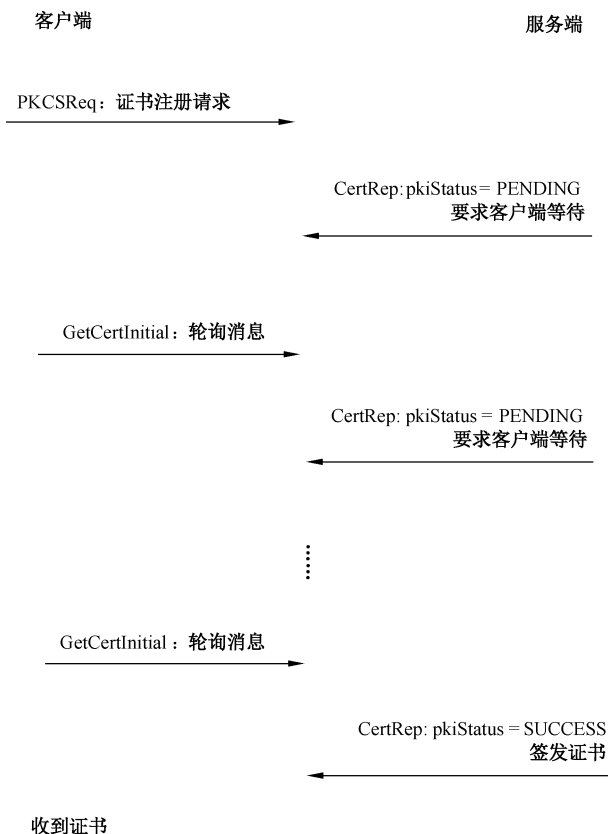 客户端
服务端
PKCSReq：证书注册请求
CertRep: pkiStatus = PENDING
要求客户端等待
GetCertInitial：轮询消息
CertRep: pkiStatus = PENDING
要求客户端等待
GetCertInitial：轮询消息
CertRep: pkiStatus = SUCCESS
签发证书
收到证书